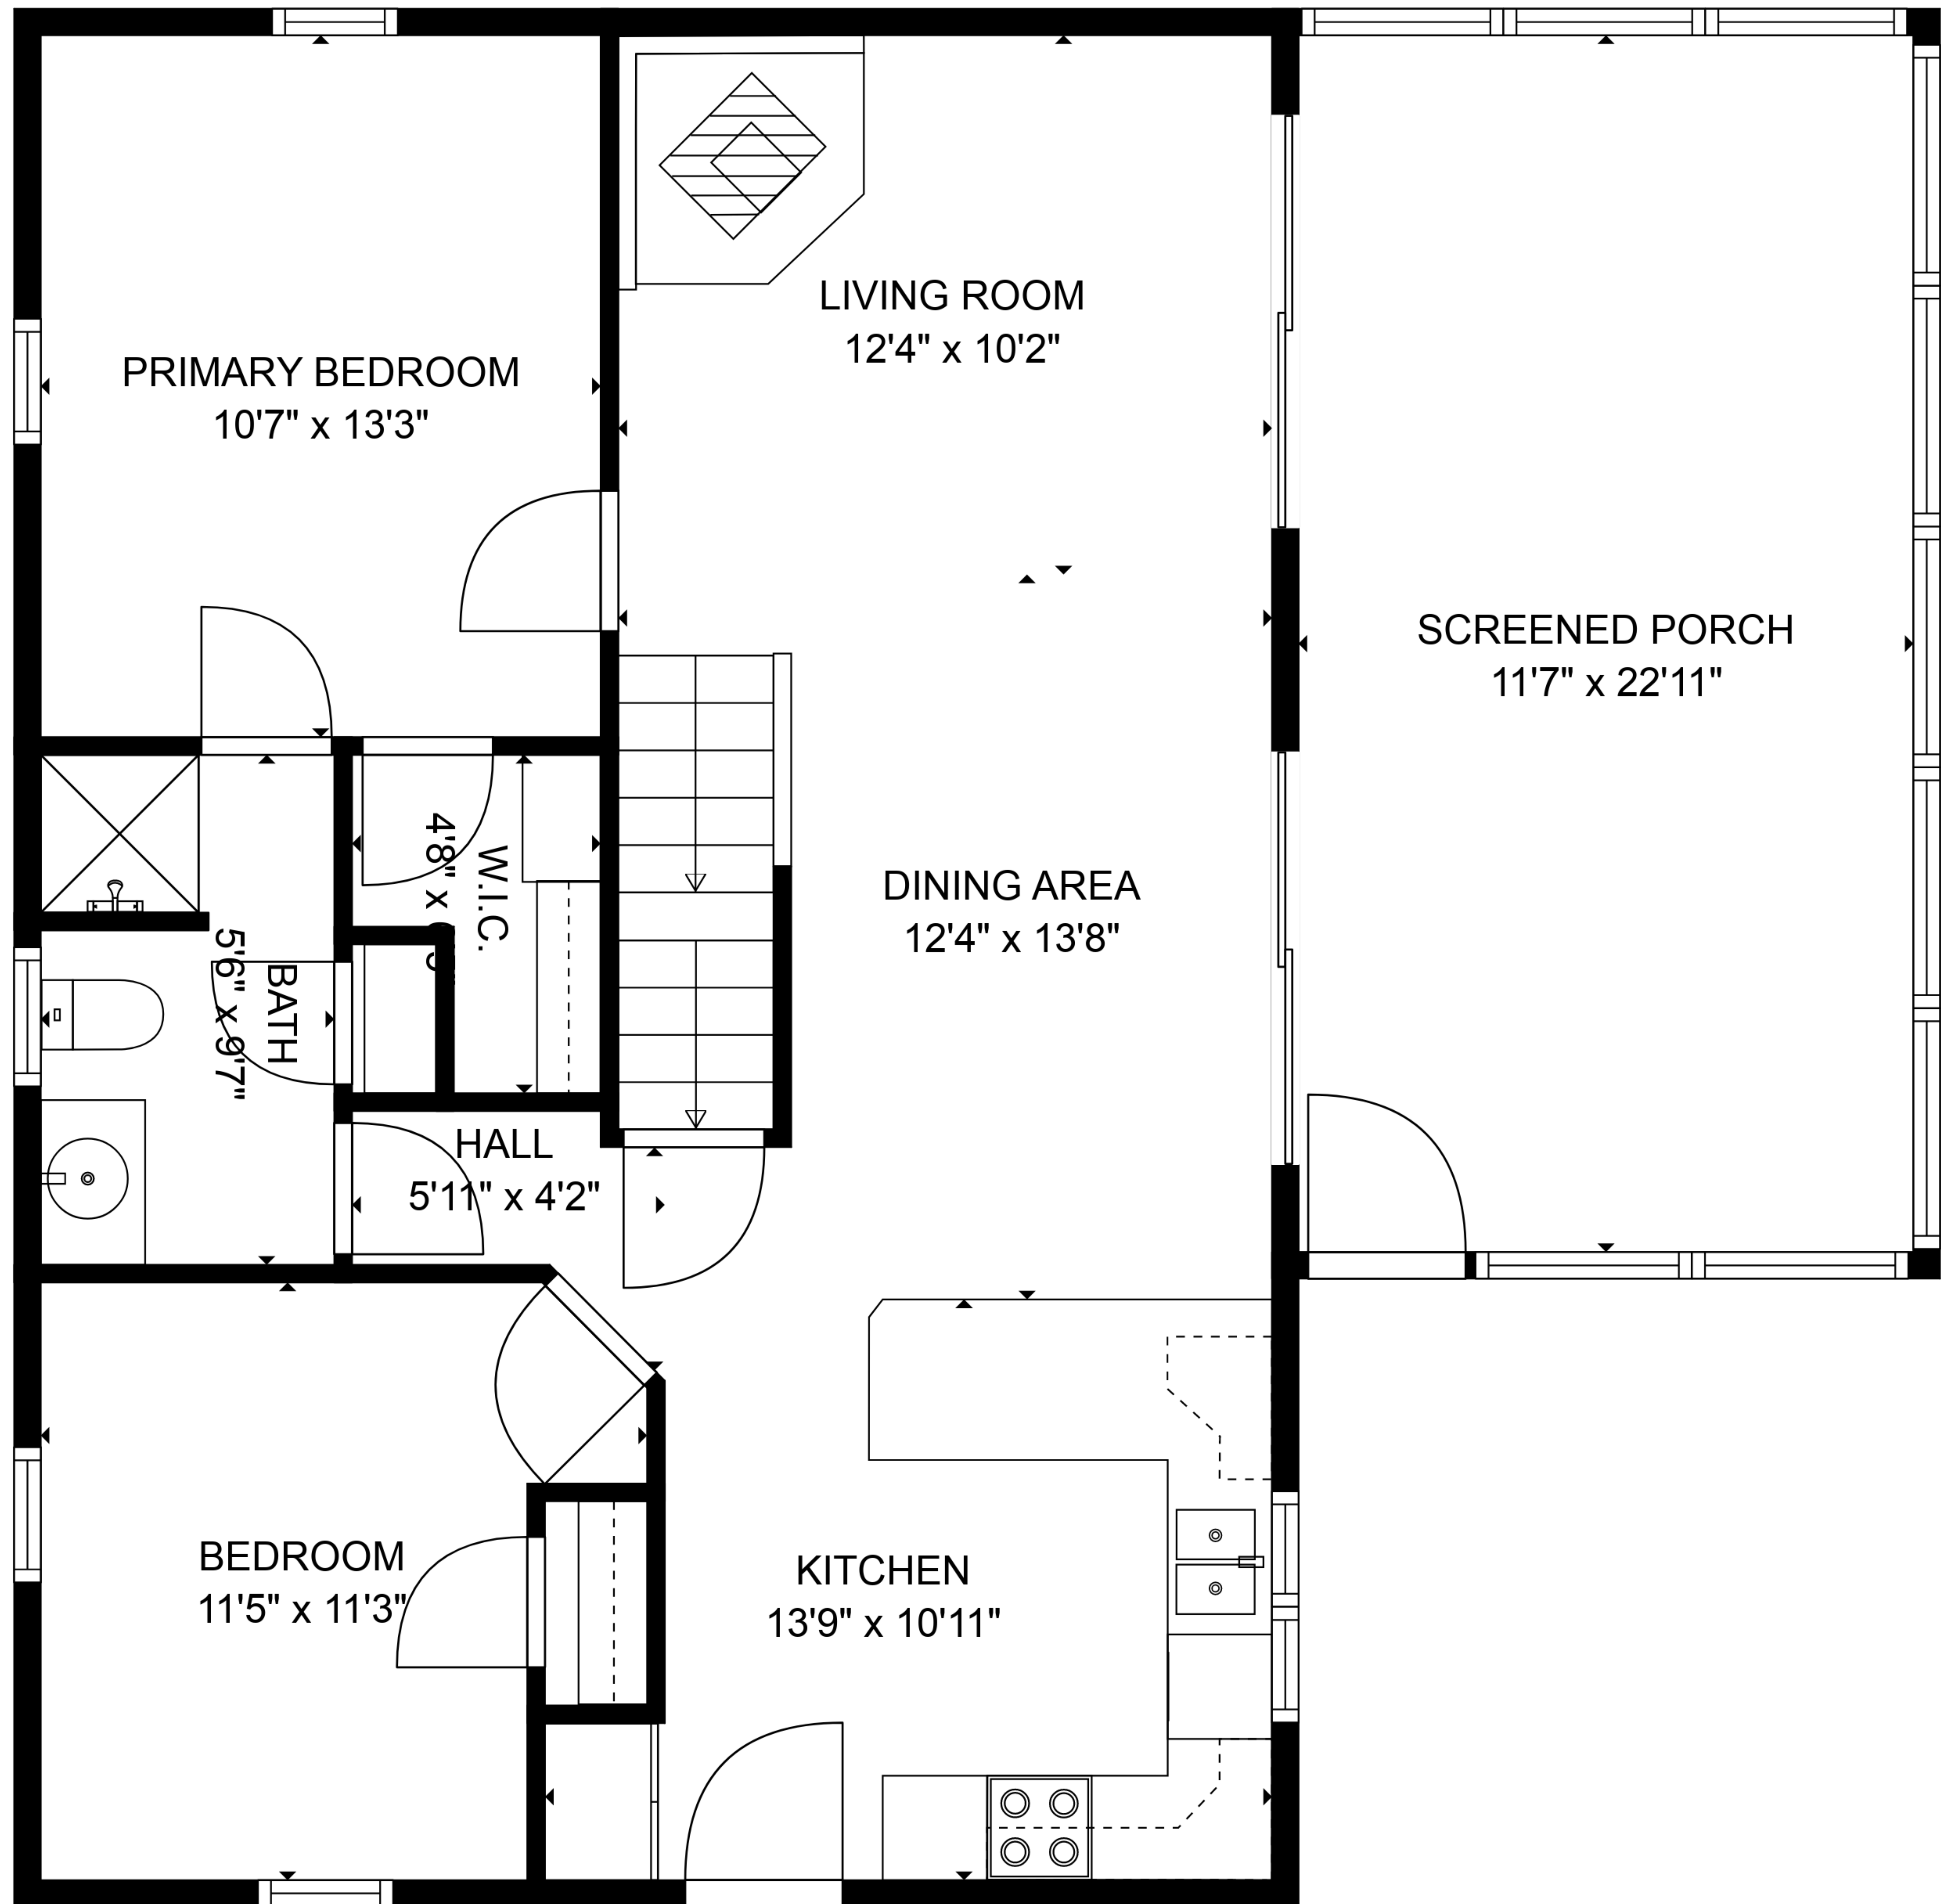 LIVING ROOM
12'4" x 10'2"
PRIMARY BEDROOM
10'7" x 13'3"
SCREENED PORCH
11'7" x 22'11"
W.I.C.
4'8" x
DINING AREA
12'4" x 13'8"
BATH
5'6" x 9'7"
HALL
5'11" x 4'2"
BEDROOM
11'5" x 11'3"
KITCHEN
13'9" x 10'11"